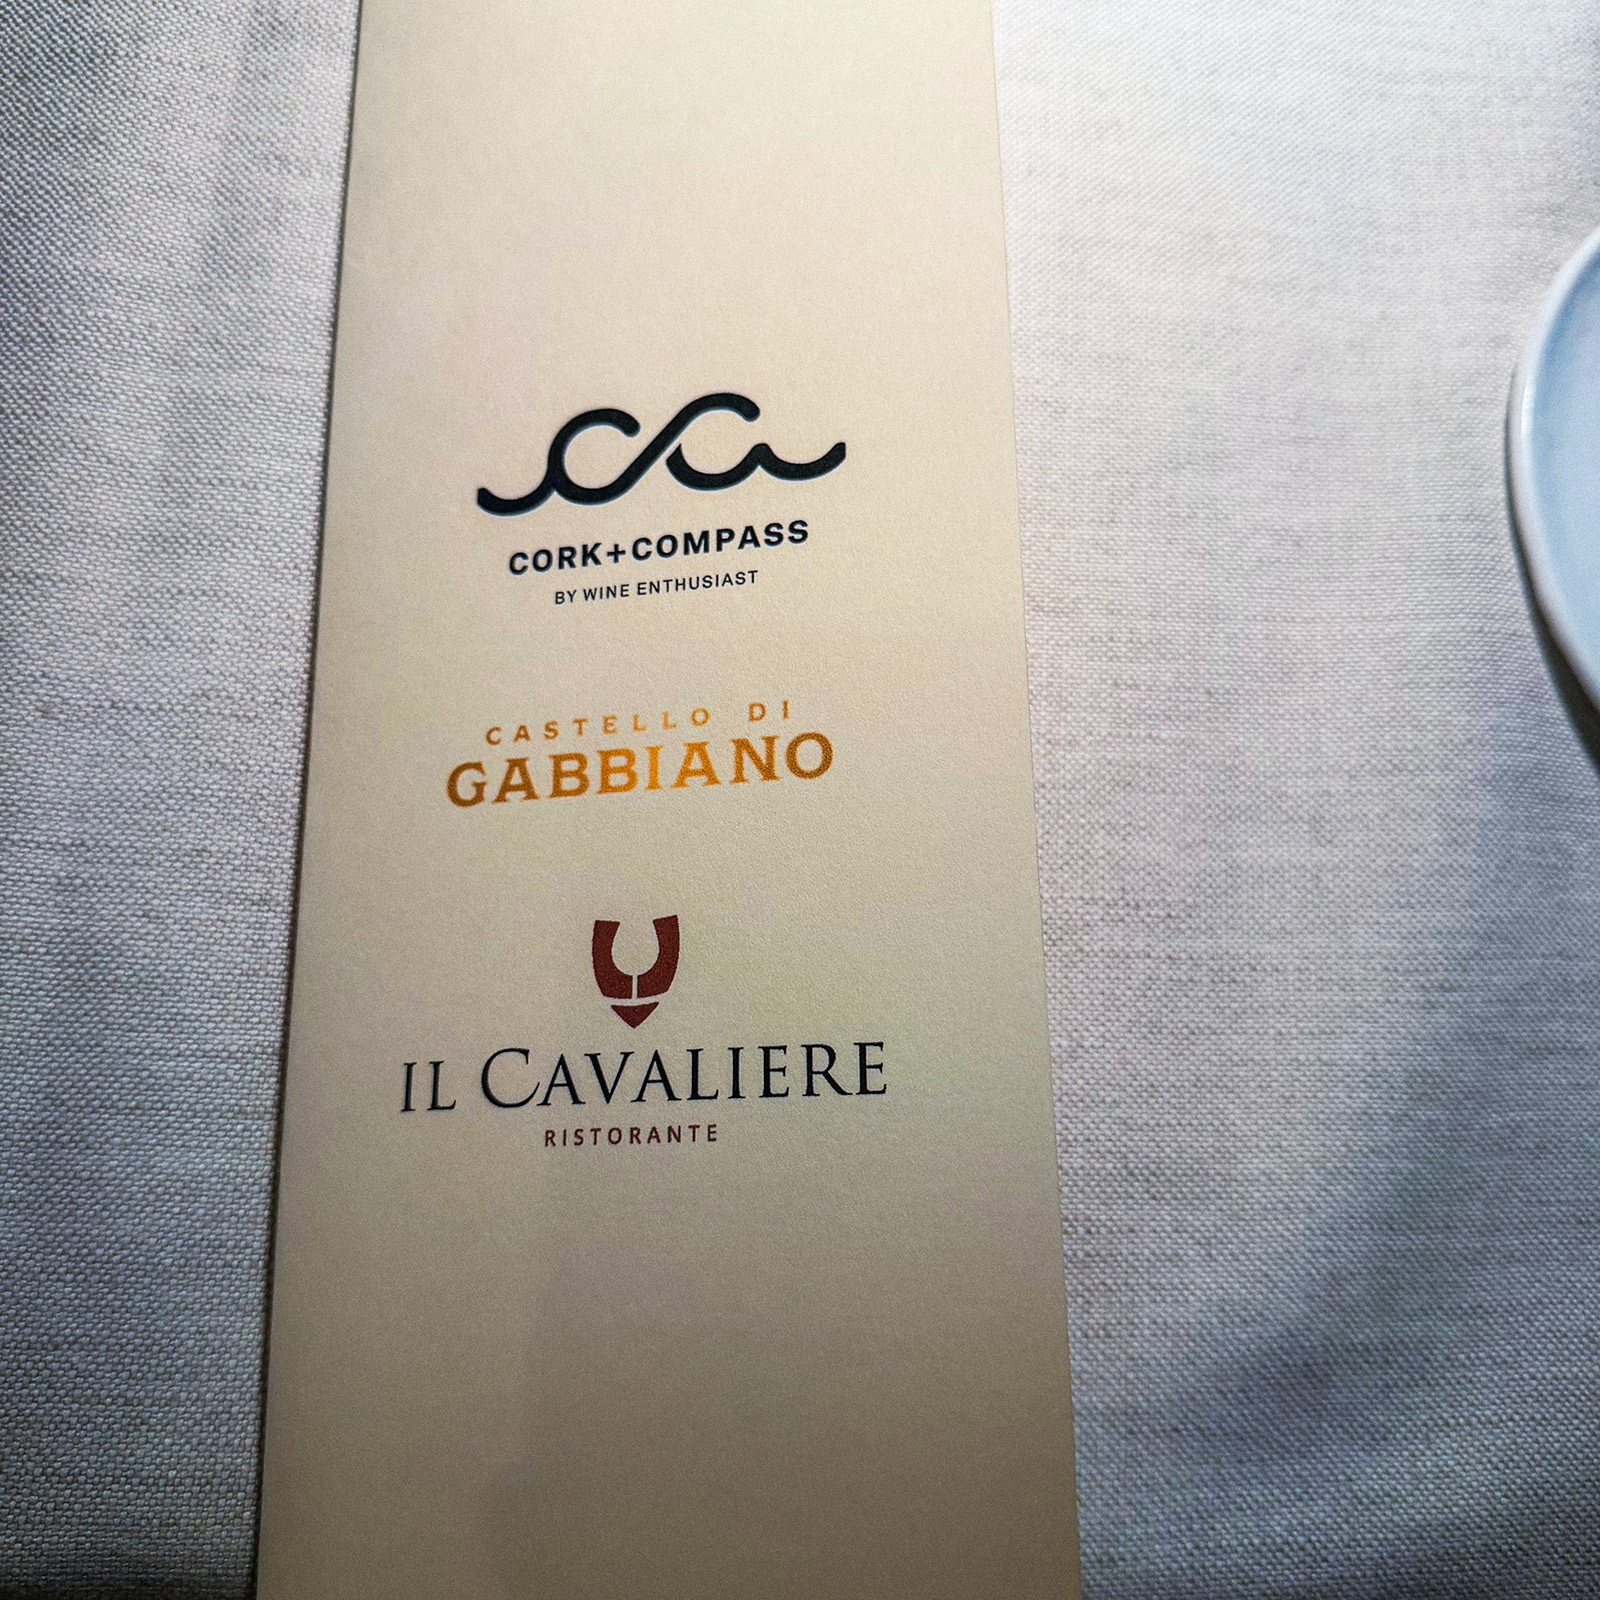 CORK+COMPASS
BY WINE ENTHUSIAST
CASTELLO DI
GABBIANO
IL CAVALIERE
RISTORANTE